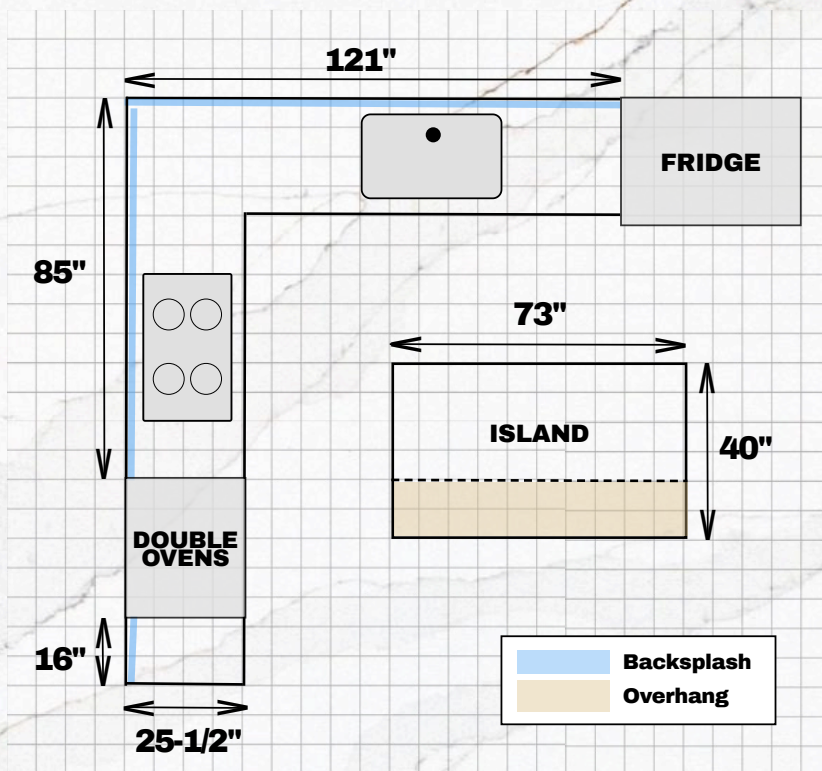 121"
FRIDGE
85"
73"
ISLAND
40"
DOUBLE
OVENS
16"
Backsplash
Overhang
25-1/2"